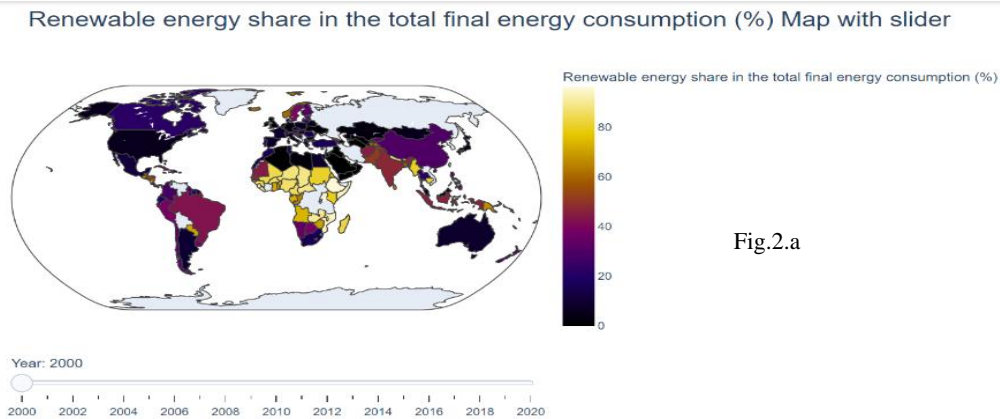 Renewable energy share in the total final energy consumption (%) Map with slider
Renewable energy share in the total final energy consumption (%)
80
60
40
20
0
Fig.2.a
Year: 2000
2000 2002 2004 2006 2008 2010 2012 2014 2016 2018 2020